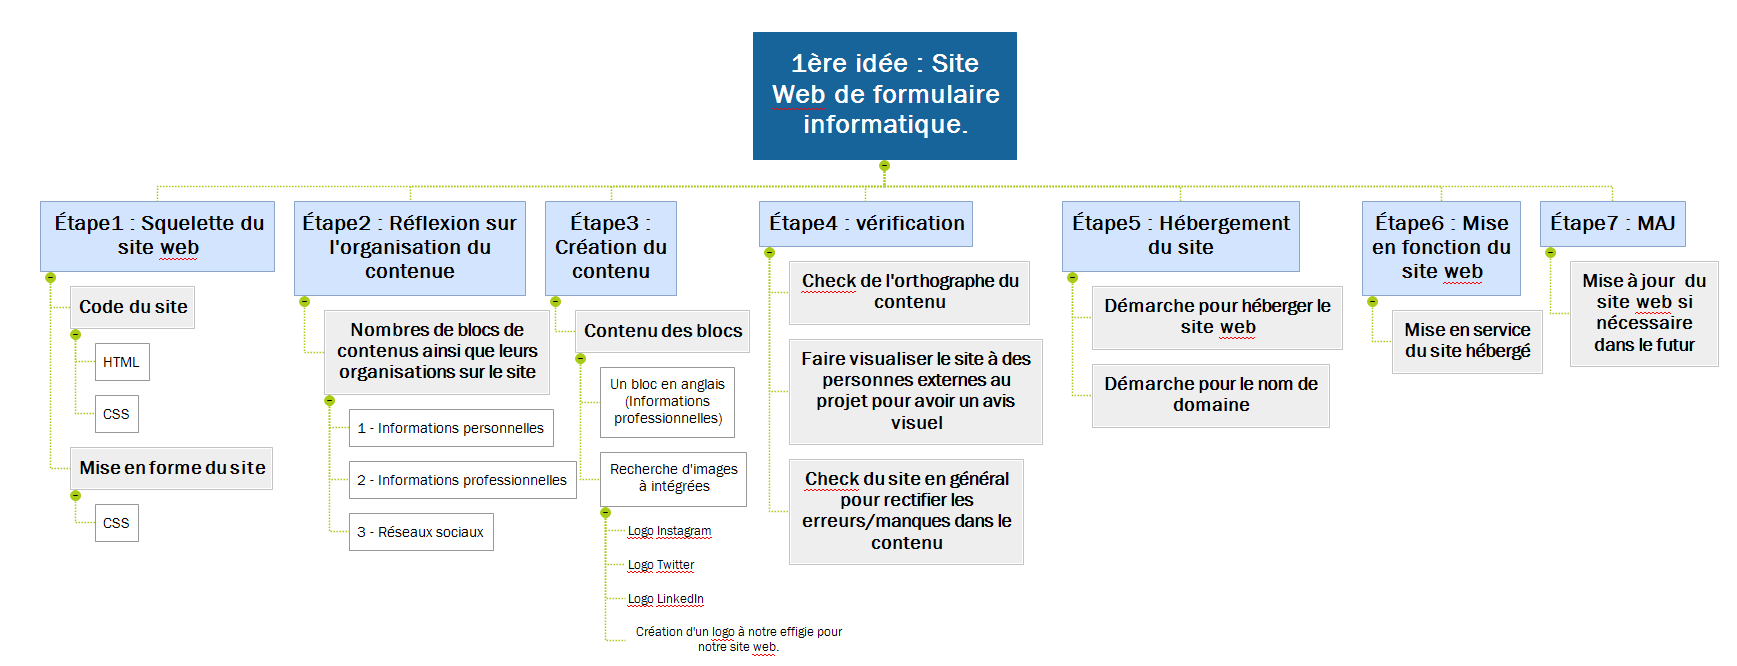 1ère idée : Site
Web de formulaire
informatique.
Étape1 : Squelette du
site web
Code du site
HTML
CSS
Mise en forme du site
CSS
Étape2 : Réflexion sur
l'organisation du
contenue
Nombres de blocs de
contenus ainsi que leurs
organisations sur le site
1 - Informations personnelles
2 - Informations professionnelles
3 - Réseaux sociaux
Étape3 :
Création du
contenu
Contenu des blocs
Un bloc en anglais
(Informations
professionnelles)
Recherche d'images
à intégrées
Logo Instagram
Logo Twitter
Logo LinkedIn
Création d'un logo à notre effigie pour
notre site web.
Étape4 : vérification
Check de l'orthographe du
contenu
Faire visualiser le site à des
personnes externes au
projet pour avoir un avis
visuel
Check du site en général
pour rectifier les
erreurs/manques dans le
contenu
Étape5 : Hébergement
du site
Démarche pour héberger le
site web
Démarche pour le nom de
domaine
Étape6 : Mise
en fonction du
site web
Mise en service
du site hébergé
Étape7 : MAJ
Mise à jour du
site web si
nécessaire
dans le futur